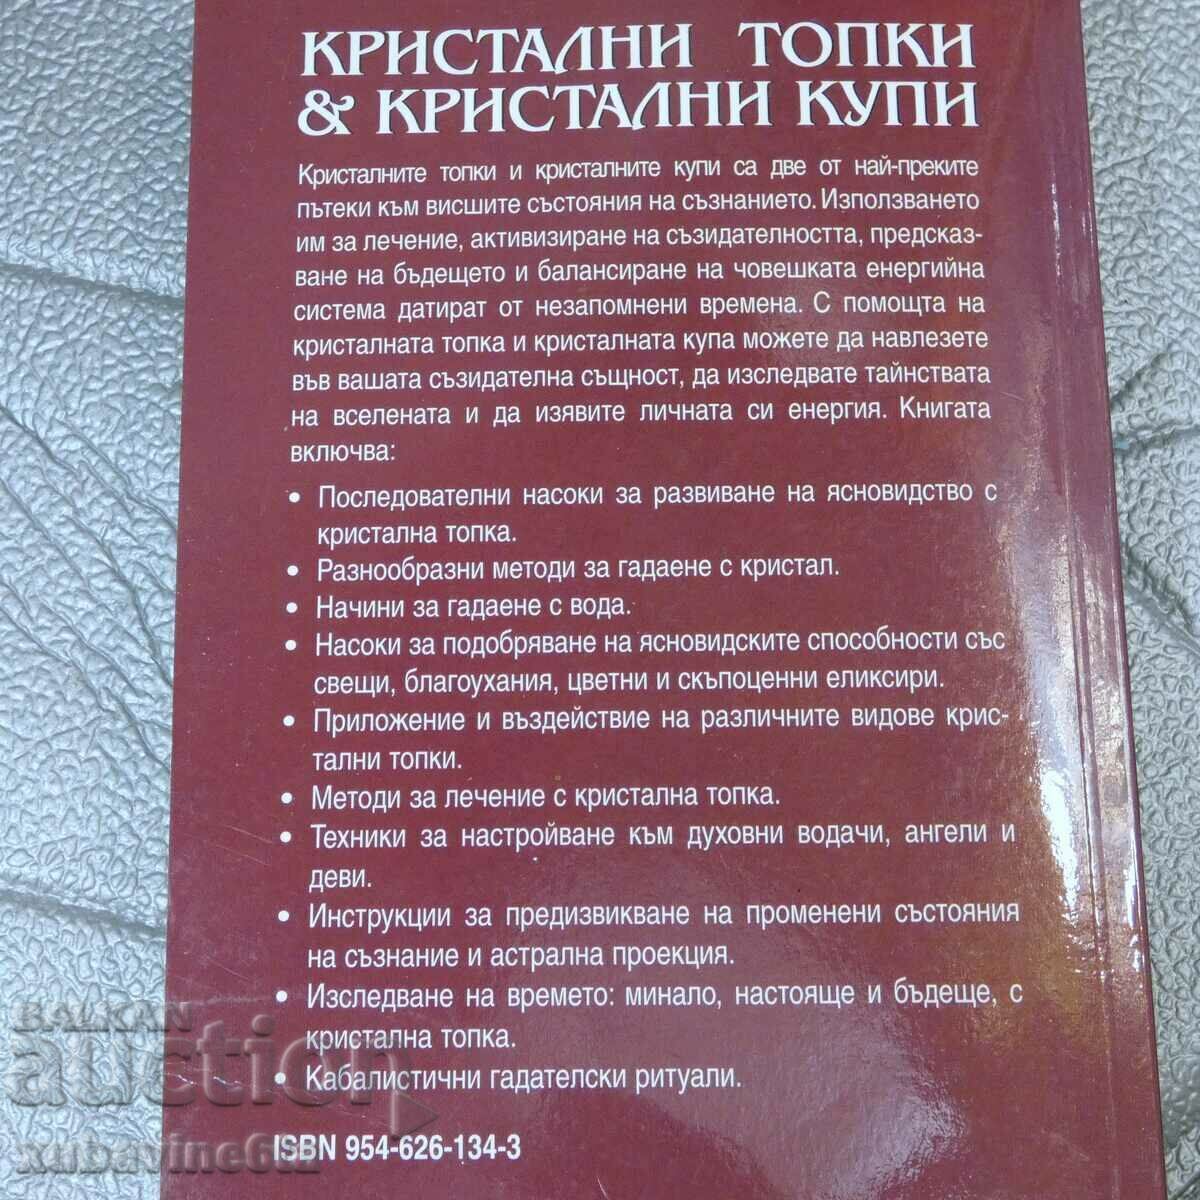 КРИСТАЛНИ ТОПКИ
& КРИСТАЛНИ КУПИ
Кристалните топки и кристалните купи са две от най-преките
пътеки към висшите състояния на съзнанието. Използването
им за лечение, активизиране на съзидателността, предсказ-
ване на бъдещето и балансиране на човешката енергийна
система датират от незапомнени времена. С помощта на
кристалната топка и кристалната купа можете да навлезете
във вашата съзидателна същност, да изследвате тайнствата
на вселената и да изявите личната си енергия. Книгата
включва:
• Последователни насоки за развиване на ясновидство с
кристална топка.
• Разнообразни методи за гадаене с кристал.
• Начини за гадаене с вода.
• Насоки за подобряване на ясновидските способности със
свещи, благоухания, цветни и скъпоценни еликсири.
• Приложение и въздействие на различните видове крис-
тални топки.
• Методи за лечение с кристална топка.
• Техники за настройване към духовни водачи, ангели и
деви.
• Инструкции за предизвикване на променени състояния
на съзнание и астрална проекция.
• Изследване на времето: минало, настояще и бъдеще, с
кристална топка.
• Кабалистични гадателски ритуали.
ISBN 954-626-134-3
BALKAN
auction